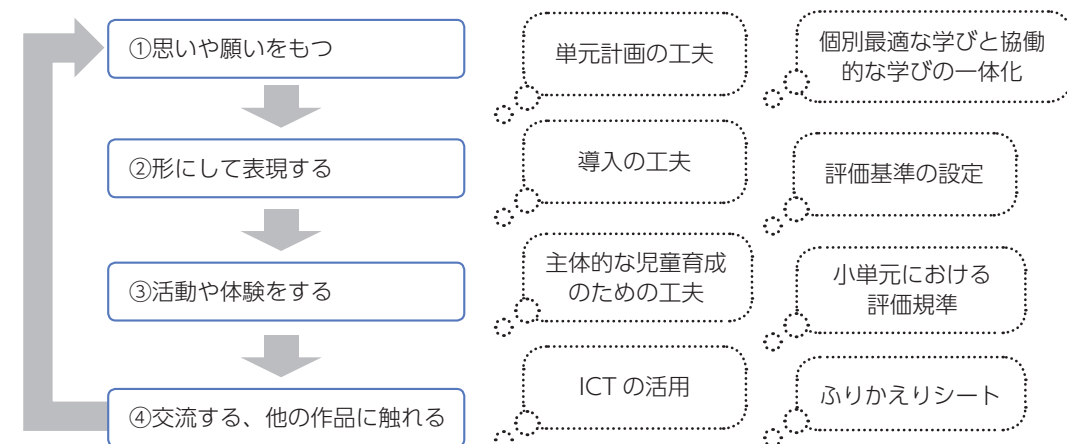 ①思いや願いをもつ
②形にして表現する
③活動や体験をする
④交流する、他の作品に触れる
単元計画の工夫
導入の工夫
主体的な児童育成
のための工夫
ICT の活用
個別最適な学びと協働
的な学びの一体化
評価基準の設定
小単元における
評価規準
ふりかえりシート